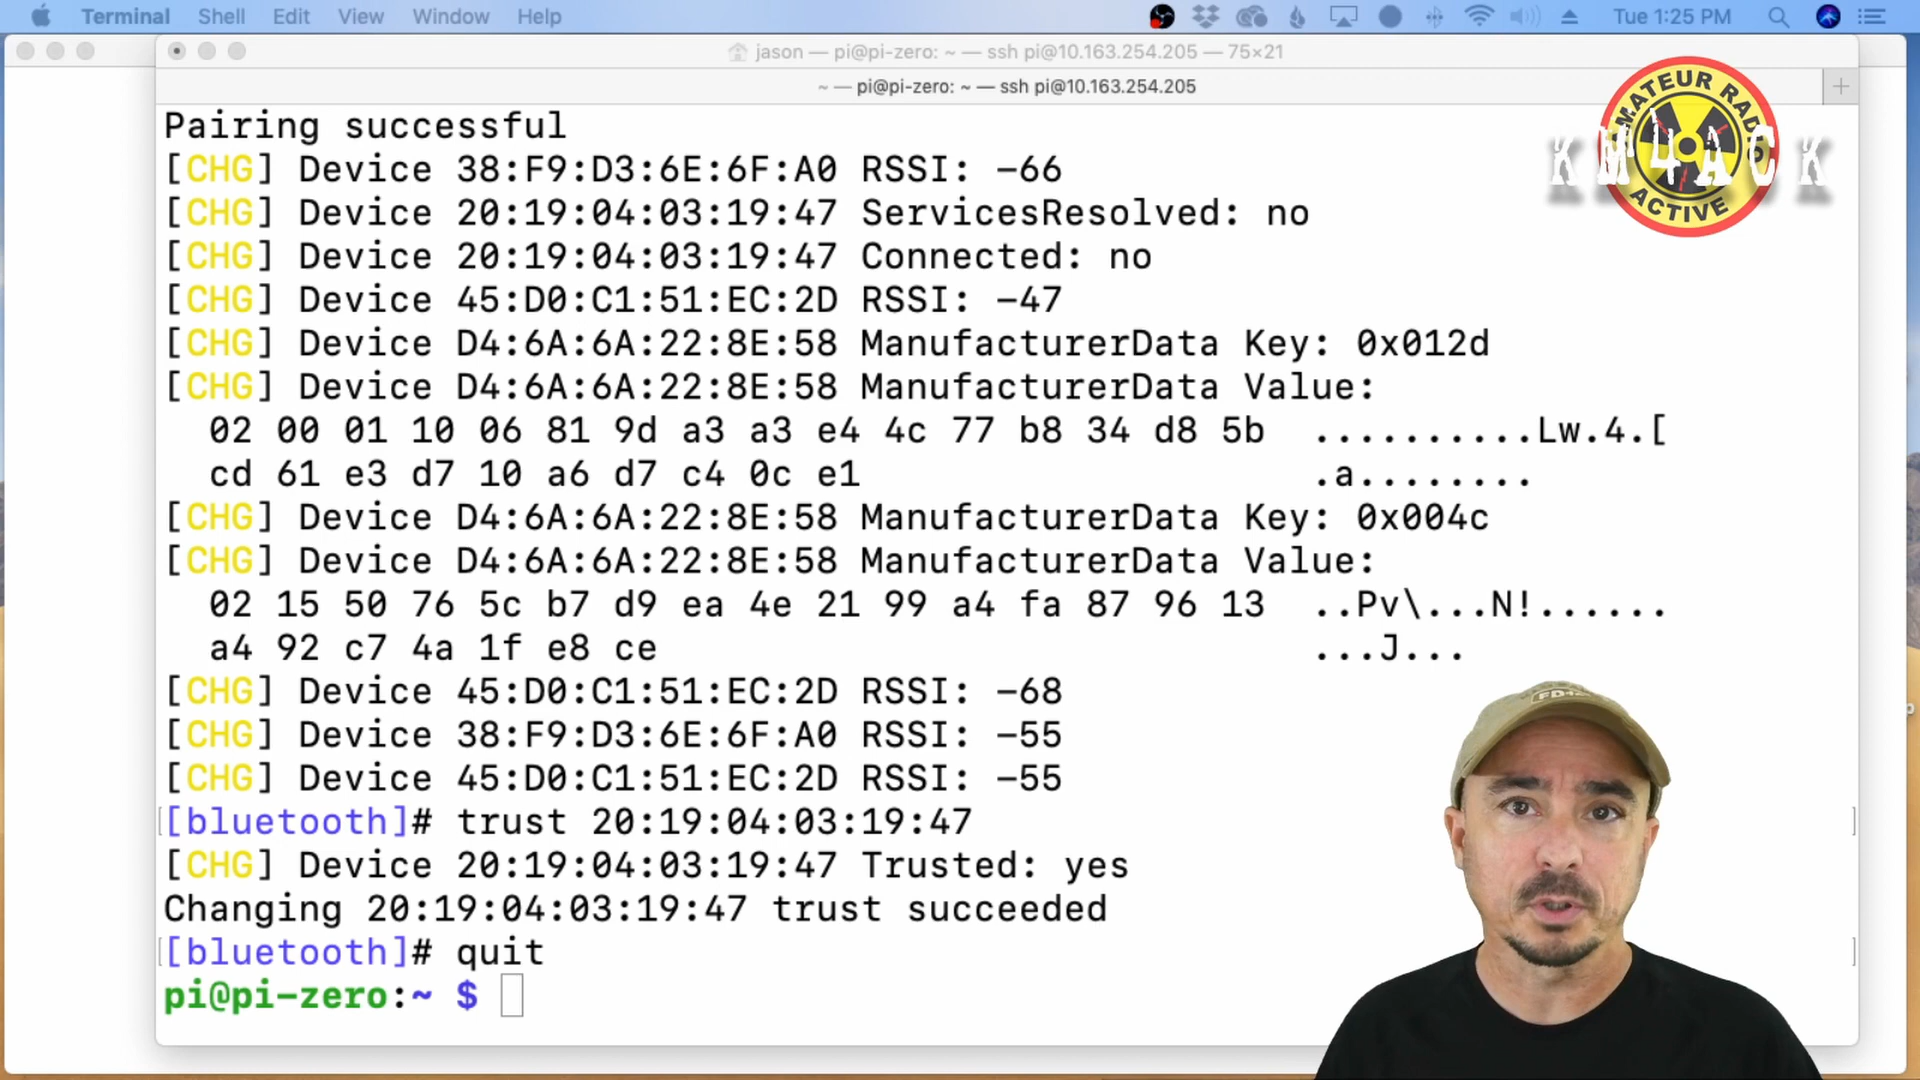 Terminal Shell Edit View Window Help Tue 1:25 PM
jason — pi@pi-zero: ~ — ssh pi@10.163.254.205 — 75×21
~ — pi@pi-zero: ~ — ssh pi@10.163.254.205
Pairing successful
[CHG] Device 38:F9:D3:6E:6F:A0 RSSI: -66
[CHG] Device 20:19:04:03:19:47 ServicesResolved: no
[CHG] Device 20:19:04:03:19:47 Connected: no
[CHG] Device 45:D0:C1:51:EC:2D RSSI: -47
[CHG] Device D4:6A:6A:22:8E:58 ManufacturerData Key: 0x012d
[CHG] Device D4:6A:6A:22:8E:58 ManufacturerData Value:
02 00 01 10 06 81 9d a3 a3 e4 4c 77 b8 34 d8 5b ..........Lw.4.[
cd 61 e3 d7 10 a6 d7 c4 0c e1 .a........
[CHG] Device D4:6A:6A:22:8E:58 ManufacturerData Key: 0x004c
[CHG] Device D4:6A:6A:22:8E:58 ManufacturerData Value:
02 15 50 76 5c b7 d9 ea 4e 21 99 a4 fa 87 96 13 ..Pv\...N!......
a4 92 c7 4a 1f e8 ce ...J...
[CHG] Device 45:D0:C1:51:EC:2D RSSI: -68
[CHG] Device 38:F9:D3:6E:6F:A0 RSSI: -55
[CHG] Device 45:D0:C1:51:EC:2D RSSI: -55
[bluetooth]# trust 20:19:04:03:19:47
[CHG] Device 20:19:04:03:19:47 Trusted: yes
Changing 20:19:04:03:19:47 trust succeeded
[bluetooth]# quit
pi@pi-zero:~ $
AMATEUR RADIO
KM4ACK
ACTIVE